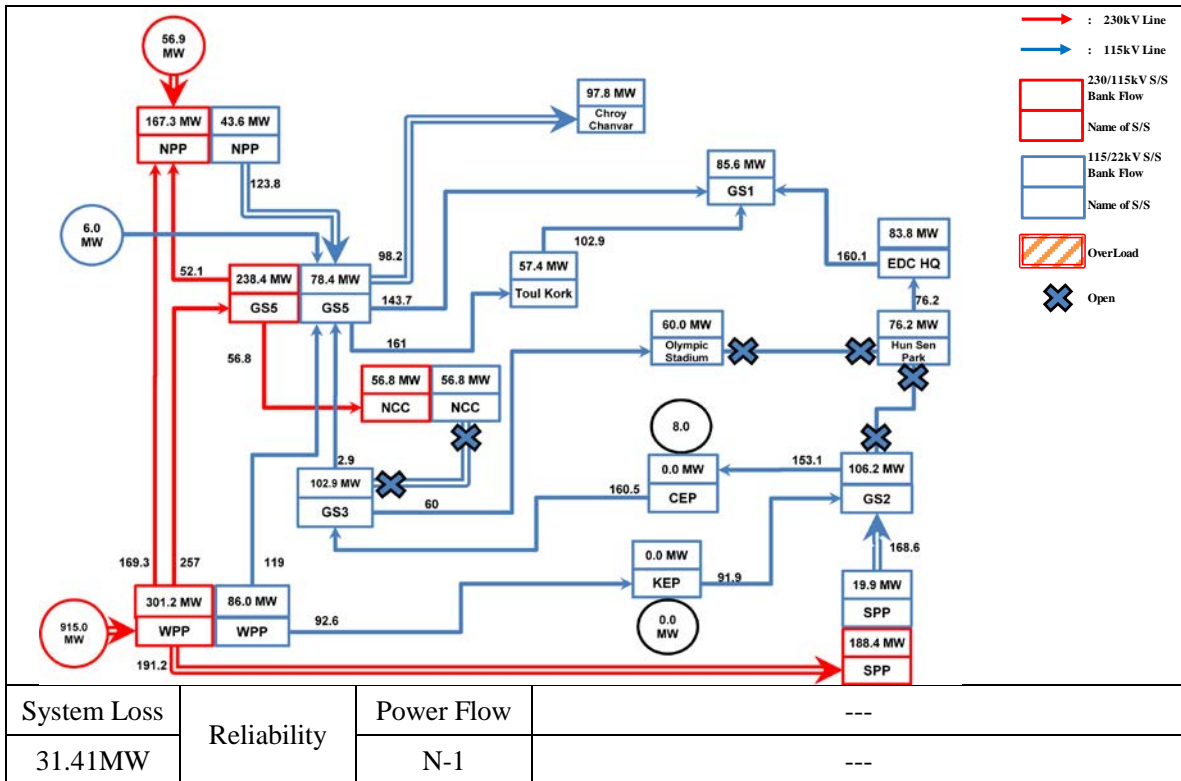 56.9
MW
167.3 MW
43.6 MW
NPP
NPP
123.8
97.8 MW
Chroy
Chanvar
: 230kV Line
: 115kV Line
230/115kV S/S
Bank Flow
Name of S/S
115/22kV S/S
Bank Flow
Name of S/S
OverLoad
Open
85.6 MW
GS1
6.0
MW
98.2
102.9
83.8 MW
EDC HQ
160.1
52.1
238.4 MW
78.4 MW
GS5
GS5
143.7
57.4 MW
Toul Kork
76.2
161
60.0 MW
Olympic
Stadium
76.2 MW
Hun Sen
Park
56.8
56.8 MW
56.8 MW
NCC
NCC
8.0
2.9
102.9 MW
GS3
60
160.5
0.0 MW
CEP
153.1
106.2 MW
GS2
168.6
169.3
257
119
0.0 MW
KEP
91.9
0.0
MW
19.9 MW
SPP
188.4 MW
SPP
915.0
MW
301.2 MW
86.0 MW
WPP
WPP
92.6
191.2
System Loss
Reliability
Power Flow
---
31.41MW
N-1
---